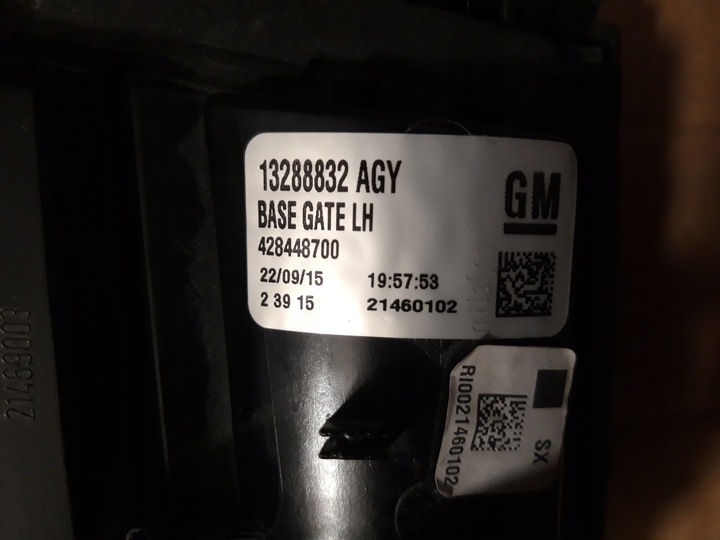 13288832 AGY
GM
BASE GATE LH
428448700
22/09/15 19:57:53
2 39 15 21460102
21469003
SX
RI0021460102